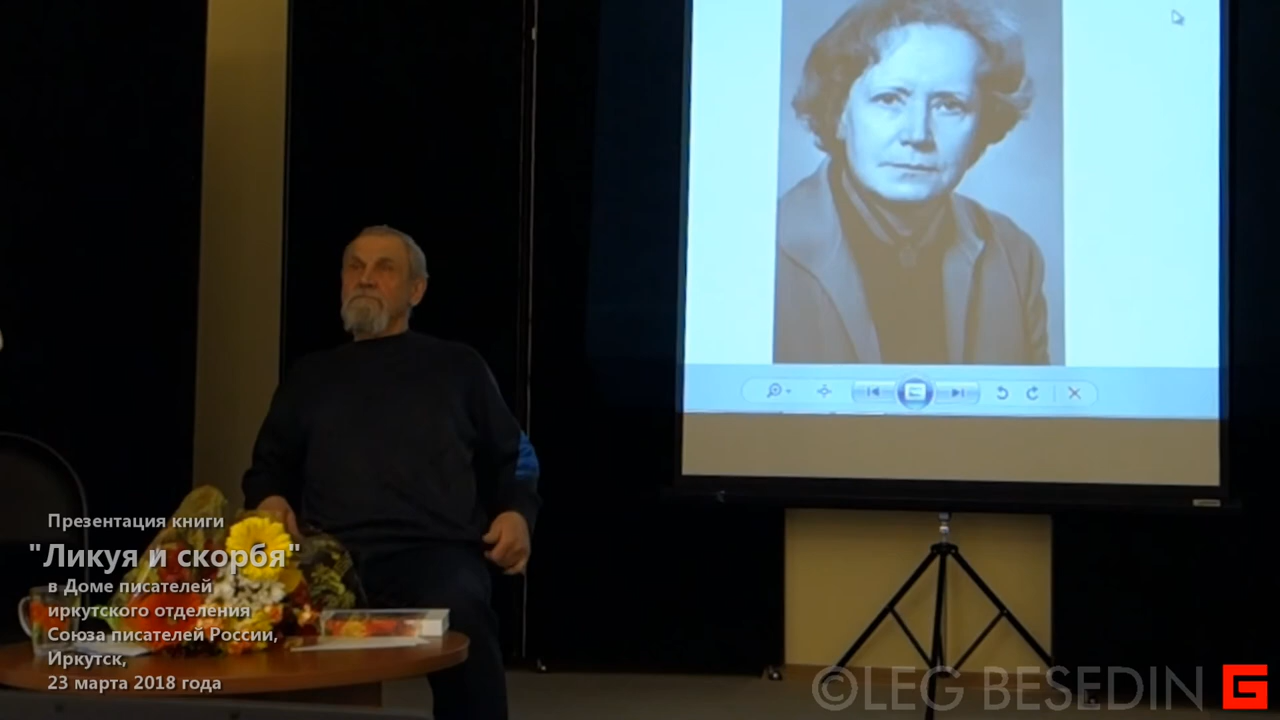 Презентация книги
"Ликуя и скорбя"
в Доме писателей
иркутского отделения
Союза писателей России,
Иркутск,
23 марта 2018 года
©LEG BESEDIN